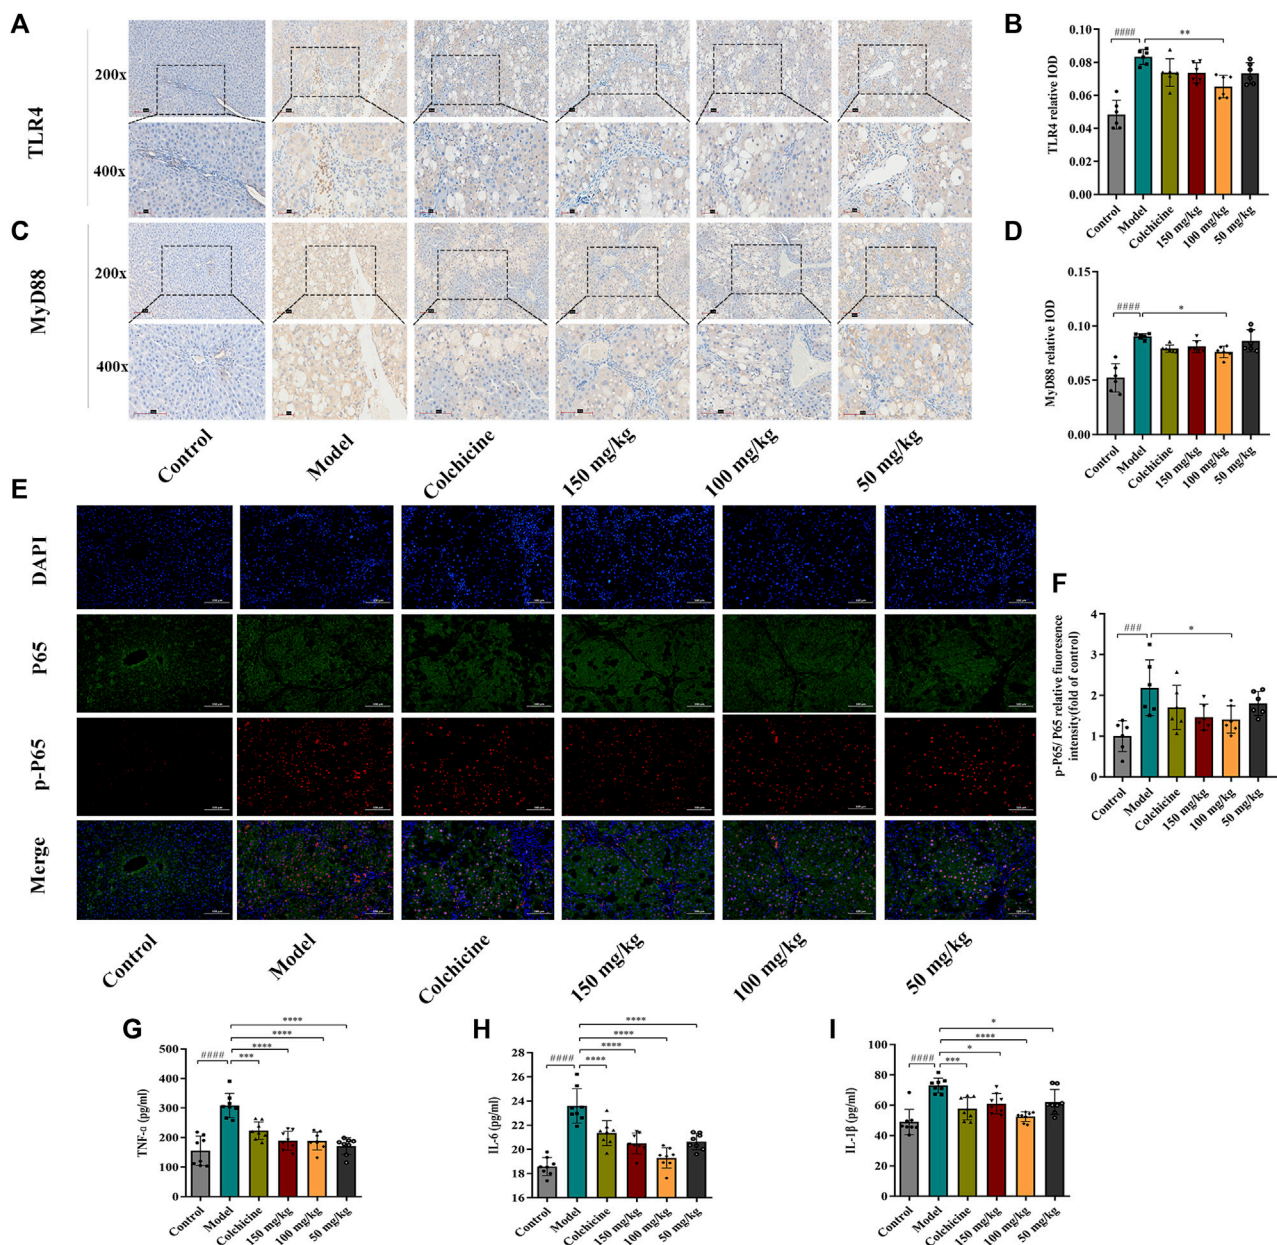 A
TLR4
200x
400x
B
TLR4 relative IOD
0.10
0.08
0.06
0.04
0.02
0.00
####
**
Control
Model
Colchicine
150 mg/kg
100 mg/kg
50 mg/kg
C
MyD88
200x
400x
Control
Model
Colchicine
150 mg/kg
100 mg/kg
50 mg/kg
D
MyD88 relative IOD
0.15
0.10
0.05
0.00
####
*
Control
Model
Colchicine
150 mg/kg
100 mg/kg
50 mg/kg
E
DAPI
P65
p-P65
Merge
Control
Model
Colchicine
150 mg/kg
100 mg/kg
50 mg/kg
F
p-P65/ P65 relative fluoresence
intensity(fold of control)
4
3
2
1
0
###
*
Control
Model
Colchicine
150 mg/kg
100 mg/kg
50 mg/kg
G
TNF-α (pg/ml)
500
400
300
200
100
0
####
***
****
****
****
Control
Model
Colchicine
150 mg/kg
100 mg/kg
50 mg/kg
H
IL-6 (pg/ml)
28
26
24
22
20
18
16
####
****
****
****
****
Control
Model
Colchicine
150 mg/kg
100 mg/kg
50 mg/kg
I
IL-1β (pg/ml)
100
80
60
40
20
0
####
***
*
****
*
Control
Model
Colchicine
150 mg/kg
100 mg/kg
50 mg/kg